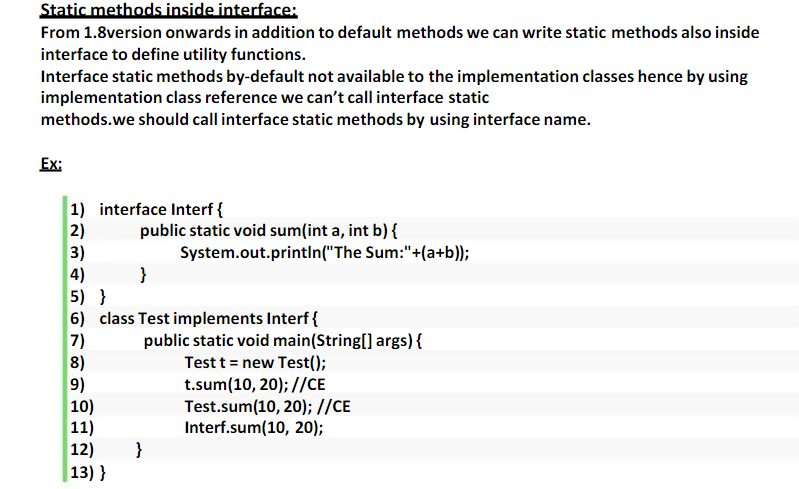 Static methods inside interface:
From 1.8version onwards in addition to default methods we can write static methods also inside
interface to define utility functions.
Interface static methods by-default not available to the implementation classes hence by using
implementation class reference we can’t call interface static
methods.we should call interface static methods by using interface name.
Ex:
1) interface Interf {
2) public static void sum(int a, int b) {
3) System.out.println("The Sum:"+(a+b));
4) }
5) }
6) class Test implements Interf {
7) public static void main(String[] args) {
8) Test t = new Test();
9) t.sum(10, 20); //CE
10) Test.sum(10, 20); //CE
11) Interf.sum(10, 20);
12) }
13) }